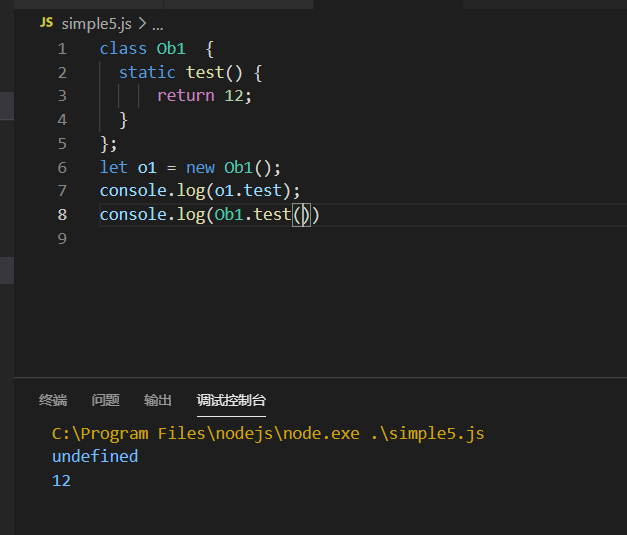 JS simple5.js > ...
1 class Ob1  {
2   static test() {
3       return 12;
4   }
5 };
6 let o1 = new Ob1();
7 console.log(o1.test);
8 console.log(Ob1.test())
9
终端 问题 输出 调试控制台
C:\Program Files\nodejs\node.exe .\simple5.js
undefined
12